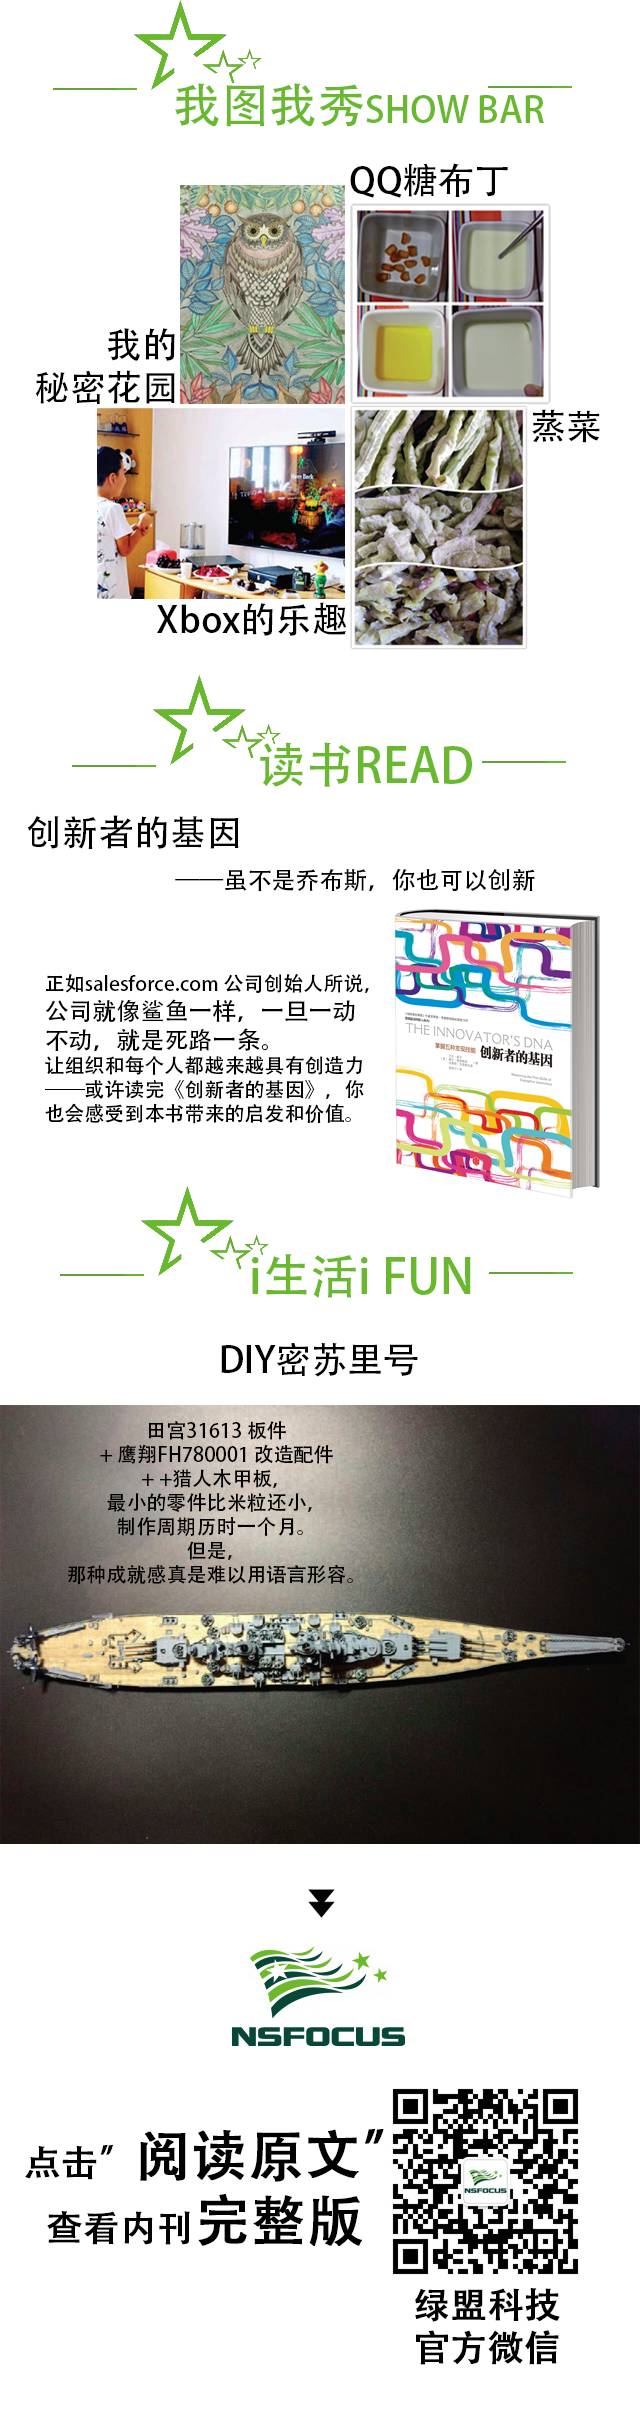 我图我秀SHOW BAR
QQ糖布丁
我的
秘密花园
蒸菜
Xbox的乐趣
读书READ
创新者的基因
——虽不是乔布斯，你也可以创新
正如salesforce.com 公司创始人所说，
公司就像鲨鱼一样，一旦一动
不动，就是死路一条。
让组织和每个人都越来越具有创造力
——或许读完《创新者的基因》，你
也会感受到本书带来的启发和价值。
THE INNOVATOR'S DNA
掌握五种发现技能 创新者的基因
i生活i FUN
DIY密苏里号
田宫31613 板件
+ 鹰翔FH780001 改造配件
+ +猎人木甲板，
最小的零件比米粒还小，
制作周期历时一个月。
但是，
那种成就感真是难以用语言形容。
NSFOCUS
点击”阅读原文”
查看内刊完整版
NSFOCUS
绿盟科技
官方微信